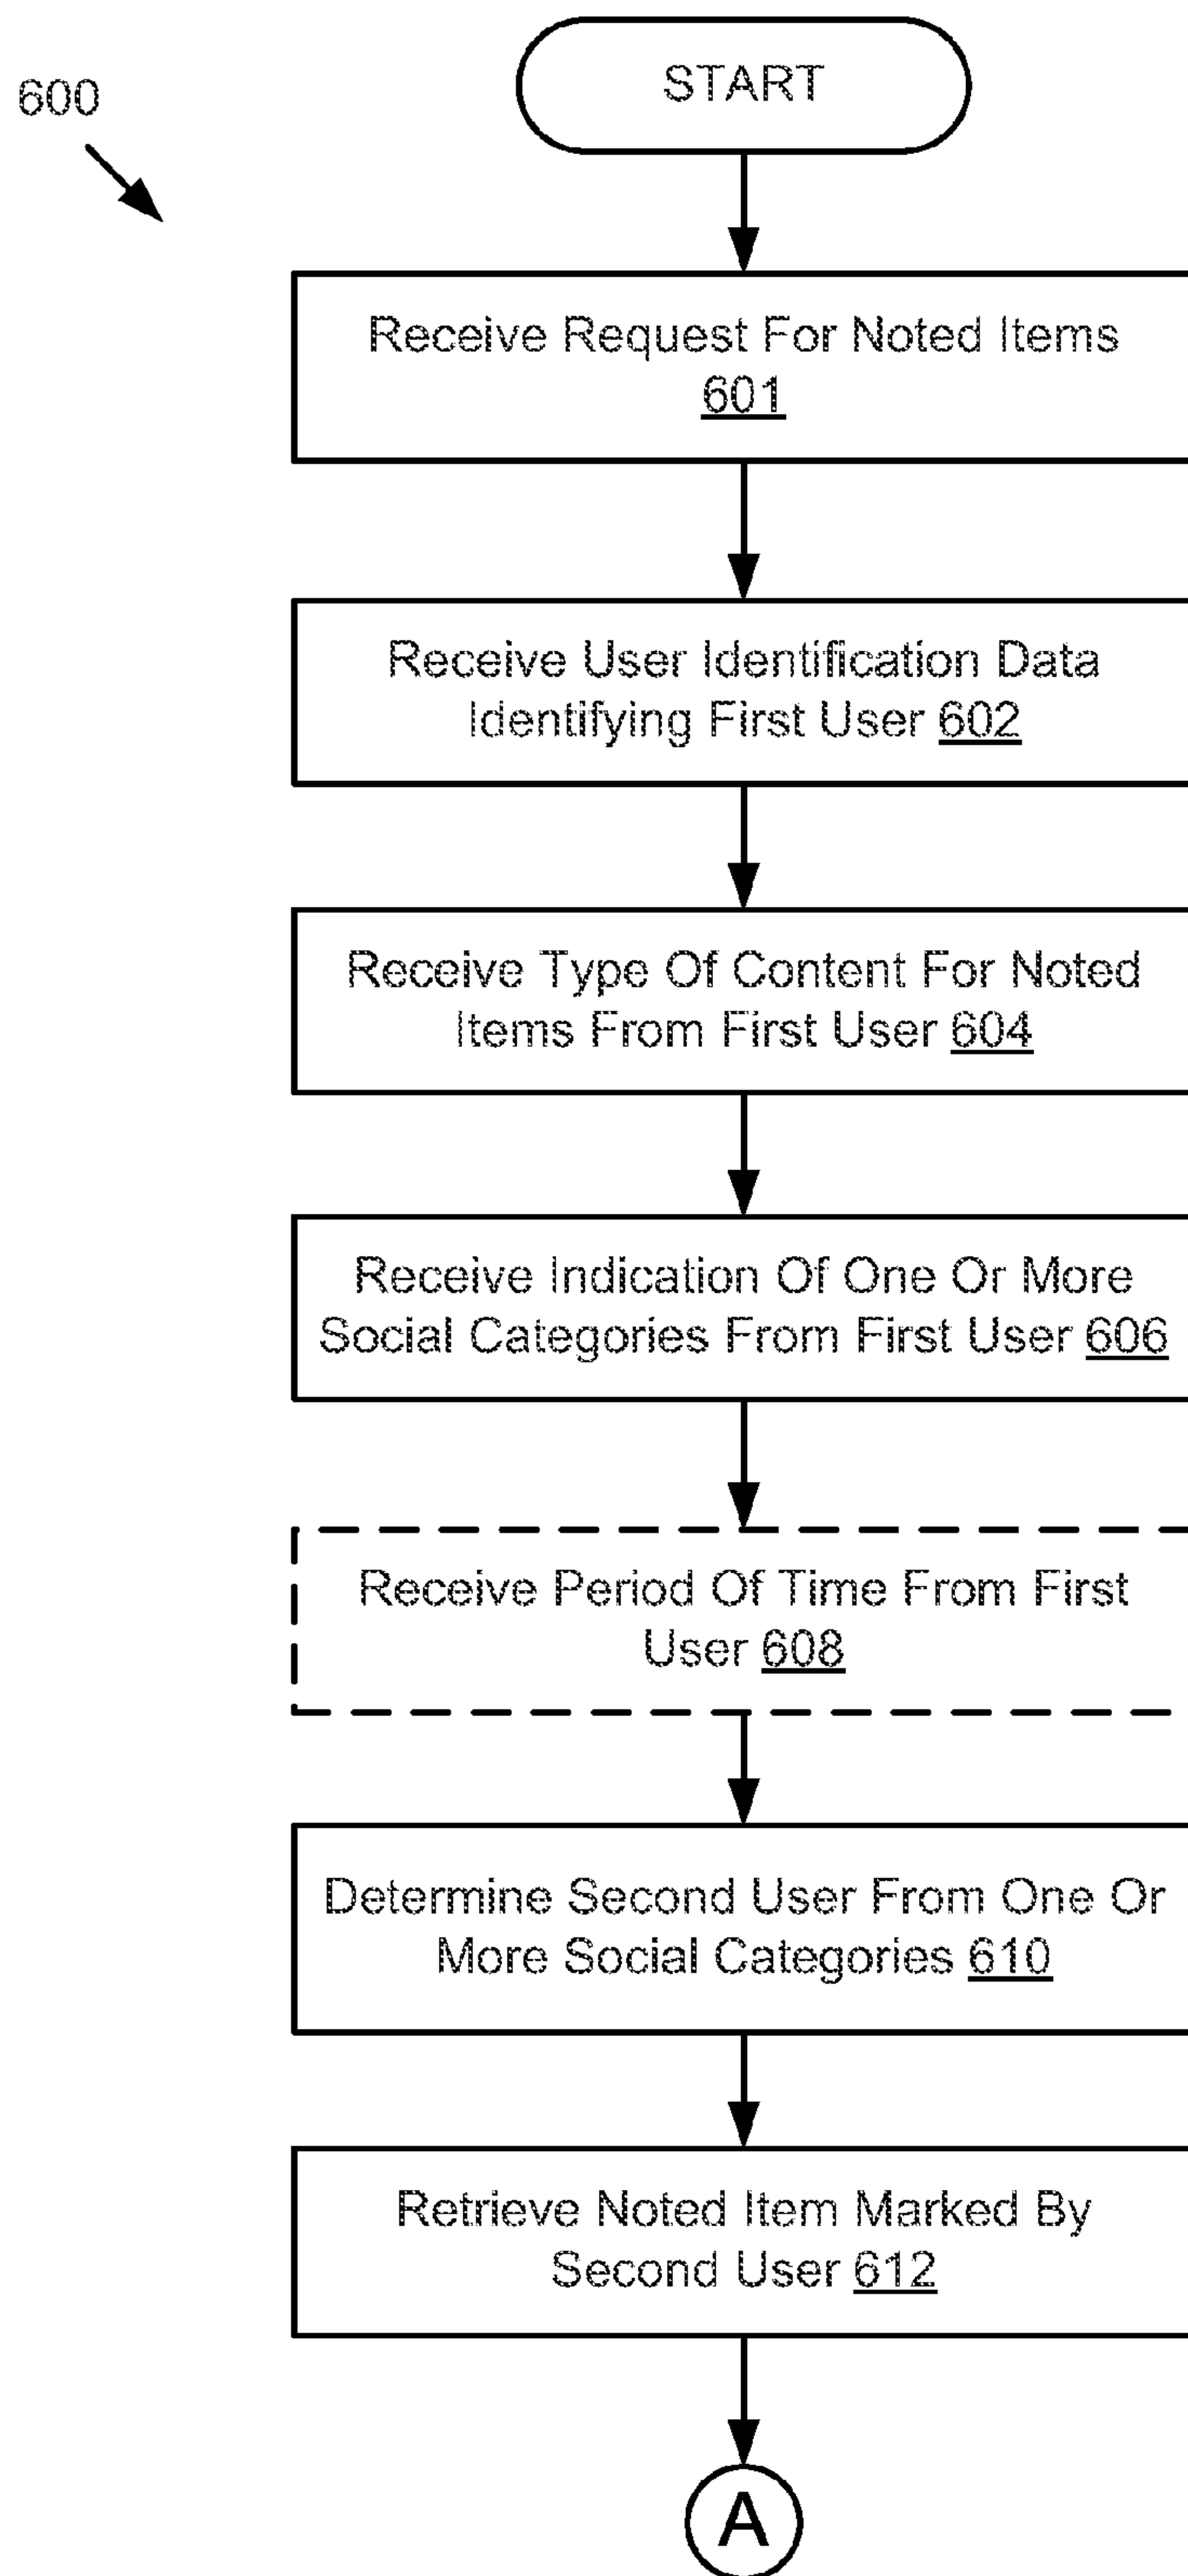 600
START
Receive Request For Noted Items
601
Receive User Identification Data
Identifying First User 602
Receive Type Of Content For Noted
Items From First User 604
Receive Indication Of One Or More
Social Categories From First User 606
Receive Period Of Time From First
User 608
Determine Second User From One Or
More Social Categories 610
Retrieve Noted Item Marked By
Second User 612
A